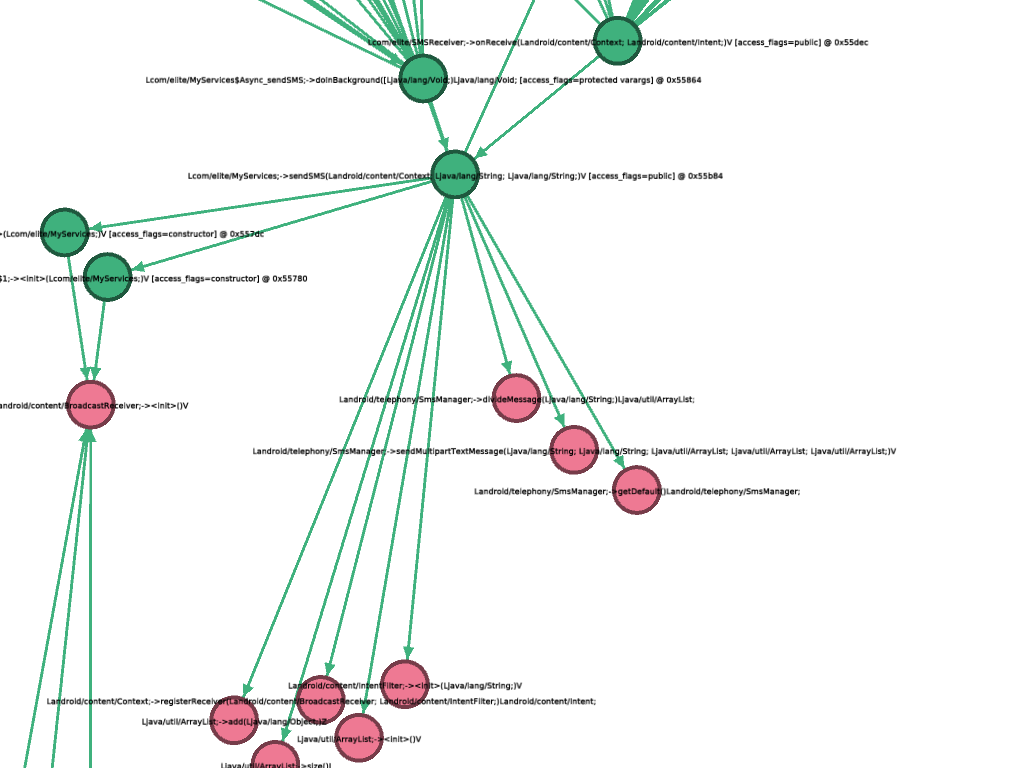 Lcom/elite/SMSReceiver;->onReceive(Landroid/content/Context; Landroid/content/Intent;)V [access_flags=public] @ 0x55dec
Lcom/elite/MyServices$Async_sendSMS;->doInBackground([Ljava/lang/Void;)Ljava/lang/Void; [access_flags=protected varargs] @ 0x55864
Lcom/elite/MyServices;->sendSMS(Landroid/content/Context; Ljava/lang/String; Ljava/lang/String;)V [access_flags=public] @ 0x55b84
>(Lcom/elite/MyServices;)V [access_flags=constructor] @ 0x557dc
$1;-><init>(Lcom/elite/MyServices;)V [access_flags=constructor] @ 0x55780
android/content/BroadcastReceiver;-><init>()V
Landroid/telephony/SmsManager;->divideMessage(Ljava/lang/String;)Ljava/util/ArrayList;
Landroid/telephony/SmsManager;->sendMultipartTextMessage(Ljava/lang/String; Ljava/lang/String; Ljava/util/ArrayList; Ljava/util/ArrayList; Ljava/util/ArrayList;)V
Landroid/telephony/SmsManager;->getDefault()Landroid/telephony/SmsManager;
Landroid/content/IntentFilter;-><init>(Ljava/lang/String;)V
Landroid/content/Context;->registerReceiver(Landroid/content/BroadcastReceiver; Landroid/content/IntentFilter;)Landroid/content/Intent;
Ljava/util/ArrayList;->add(Ljava/lang/Object;)Z
Ljava/util/ArrayList;-><init>()V
Ljava/util/ArrayList;->size()I